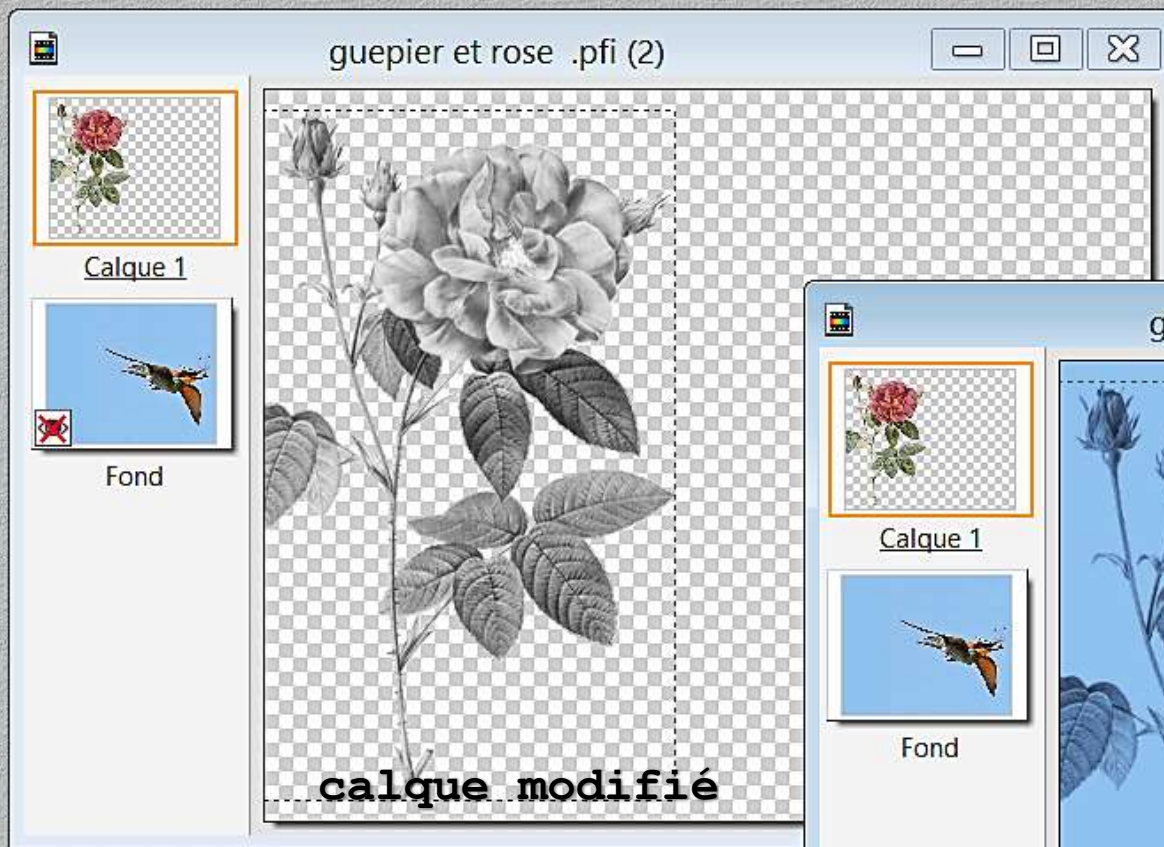 guepier et rose .pfi (2)
Calque 1
Fond
calque modifié
g
Calque 1
Fond